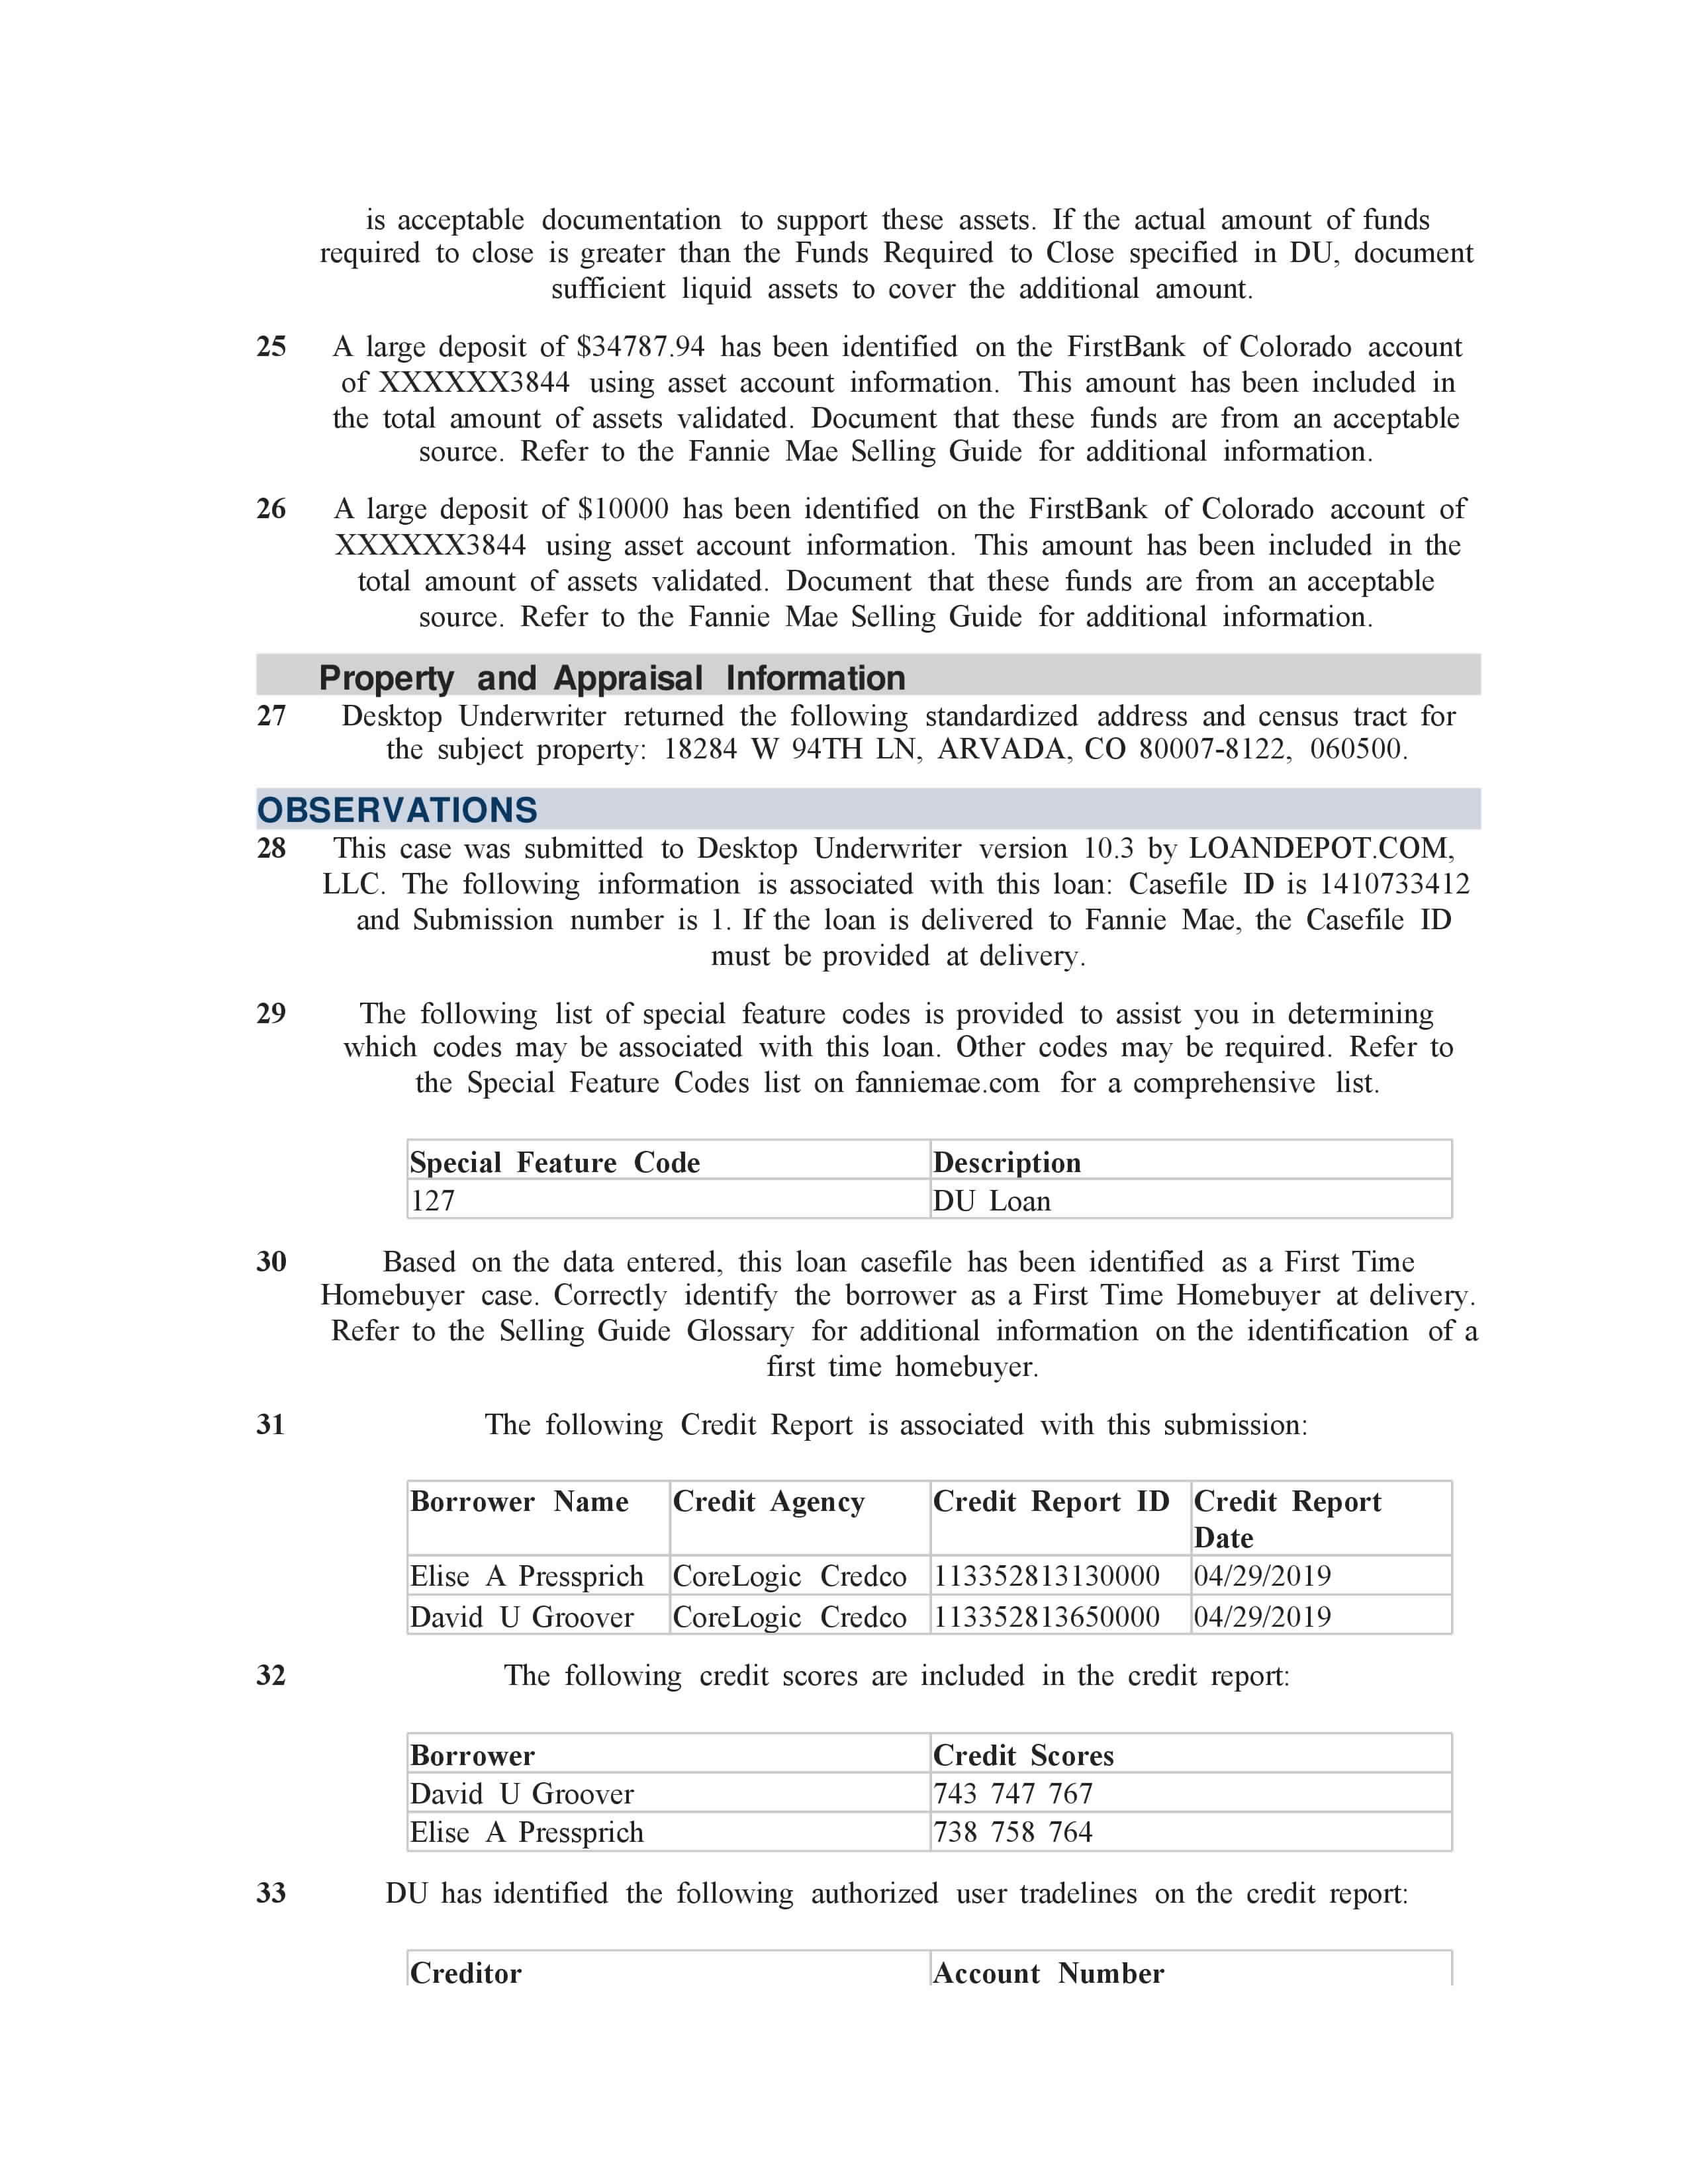 is acceptable documentation to support these assets. If the actual amount of funds
required to close is greater than the Funds Required to Close specified in DU, document
sufficient liquid assets to cover the additional amount.
25 A large deposit of $34787.94 has been identified on the FirstBank of Colorado account
of XXXXXX3844 using asset account information. This amount has been included in
the total amount of assets validated. Document that these funds are from an acceptable
source. Refer to the Fannie Mae Selling Guide for additional information.
26 A large deposit of $10000 has been identified on the FirstBank of Colorado account of
XXXXXX3844 using asset account information. This amount has been included in the
total amount of assets validated. Document that these funds are from an acceptable
source. Refer to the Fannie Mae Selling Guide for additional information.
Property and Appraisal Information
27 Desktop Underwriter returned the following standardized address and census tract for
the subject property: 18284 W 94TH LN, ARVADA, CO 80007-8122, 060500.
OBSERVATIONS
28 This case was submitted to Desktop Underwriter version 10.3 by LOANDEPOT.COM,
LLC. The following information is associated with this loan: Casefile ID is 1410733412
and Submission number is 1. If the loan is delivered to Fannie Mae, the Casefile ID
must be provided at delivery.
29 The following list of special feature codes is provided to assist you in determining
which codes may be associated with this loan. Other codes may be required. Refer to
the Special Feature Codes list on fanniemae.com for a comprehensive list.
Special Feature Code Description
127 DU Loan
30 Based on the data entered, this loan casefile has been identified as a First Time
Homebuyer case. Correctly identify the borrower as a First Time Homebuyer at delivery.
Refer to the Selling Guide Glossary for additional information on the identification of a
first time homebuyer.
31 The following Credit Report is associated with this submission:
Borrower Name Credit Agency Credit Report ID Credit Report
Date
Elise A Pressprich CoreLogic Credco 113352813130000 04/29/2019
David U Groover CoreLogic Credco 113352813650000 04/29/2019
32 The following credit scores are included in the credit report:
Borrower Credit Scores
David U Groover 743 747 767
Elise A Pressprich 738 758 764
33 DU has identified the following authorized user tradelines on the credit report:
Creditor Account Number